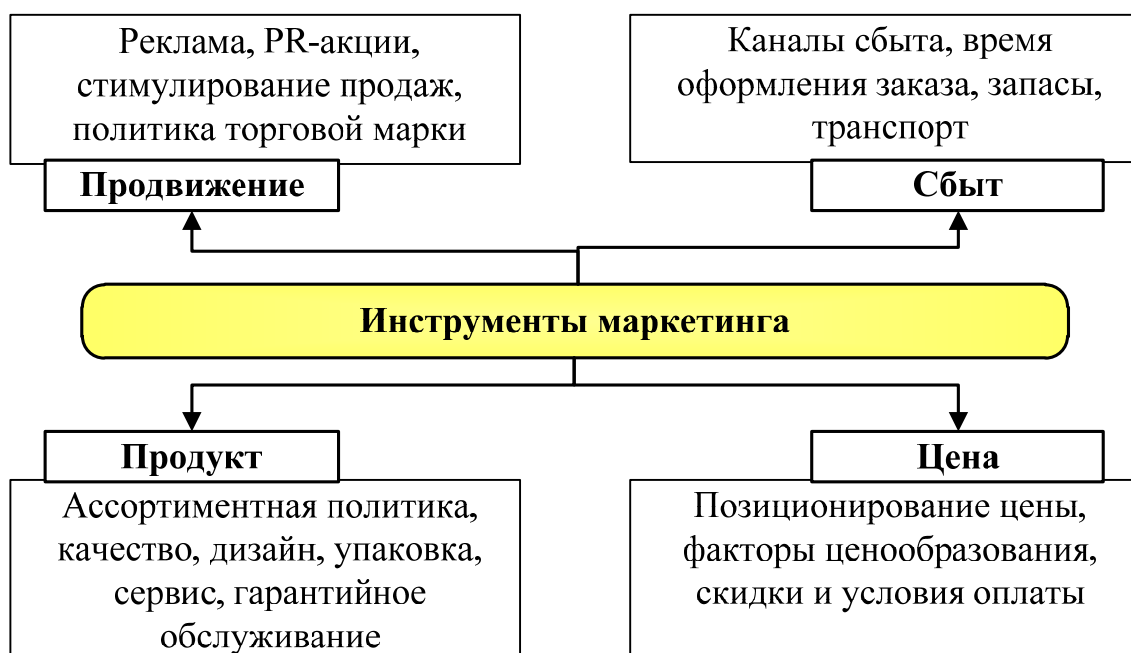 Реклама, PR-акции,
стимулирование продаж,
политика торговой марки
Продвижение
Каналы сбыта, время
оформления заказа, запасы,
транспорт
Сбыт
Инструменты маркетинга
Продукт
Ассортиментная политика,
качество, дизайн, упаковка,
сервис, гарантийное
обслуживание
Цена
Позиционирование цены,
факторы ценообразования,
скидки и условия оплаты